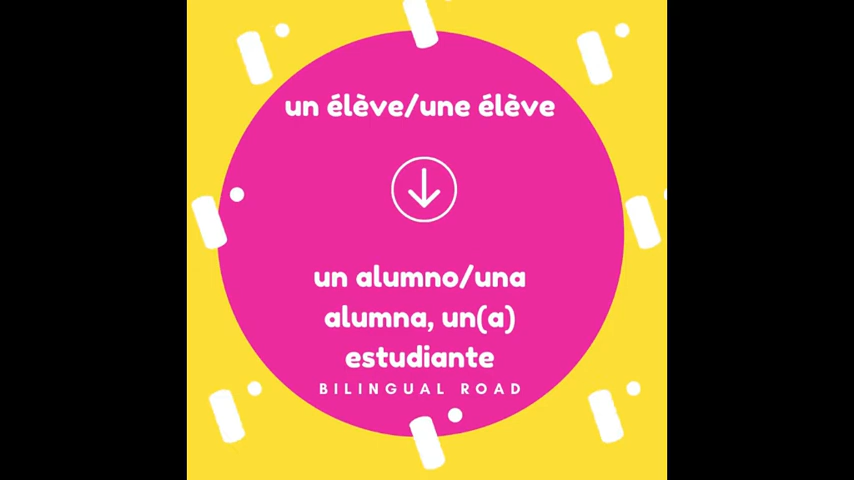 un élève/une élève
un alumno/una
alumna, un(a)
estudiante
BILINGUAL ROAD